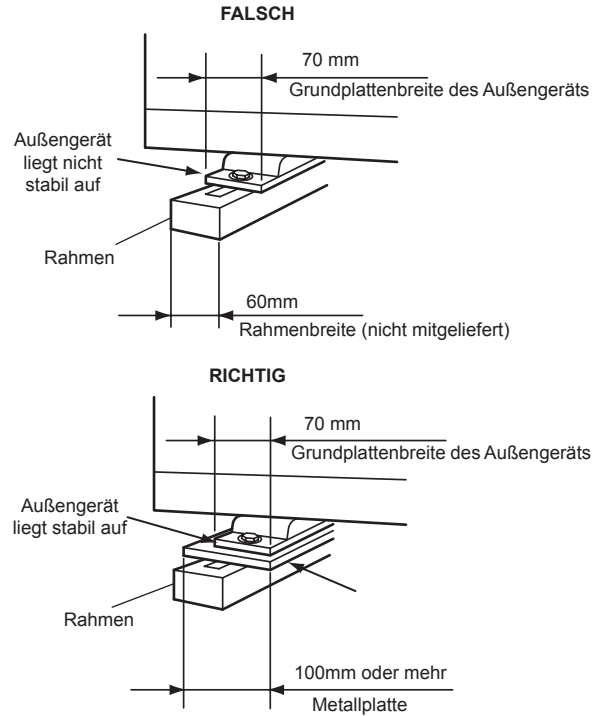 FALSCH
70 mm
Grundplattenbreite des Außengeräts
Außengerät
liegt nicht
stabil auf
Rahmen
60mm
Rahmenbreite (nicht mitgeliefert)
RICHTIG
70 mm
Grundplattenbreite des Außengeräts
Außengerät
liegt stabil auf
Rahmen
100mm oder mehr
Metallplatte